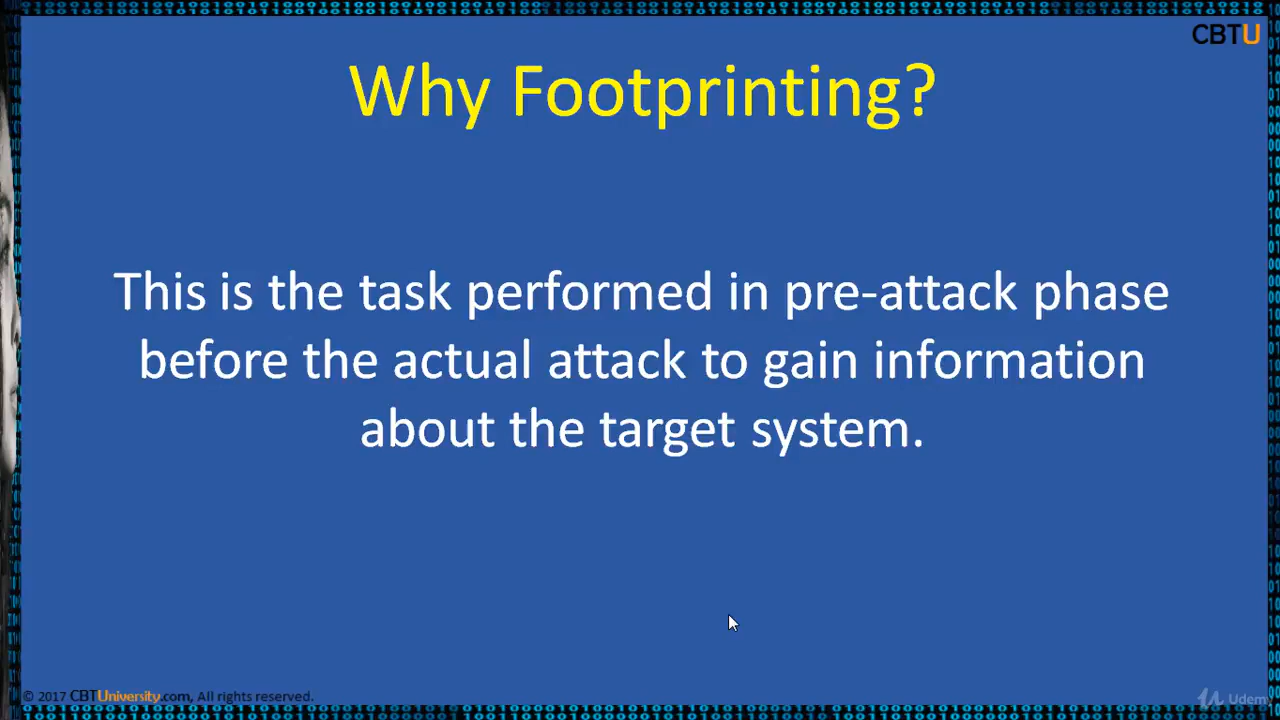 CBTU
Why Footprinting?
This is the task performed in pre-attack phase
before the actual attack to gain information
about the target system.
© 2017 CBTUniversity.com, All rights reserved.
Udemy